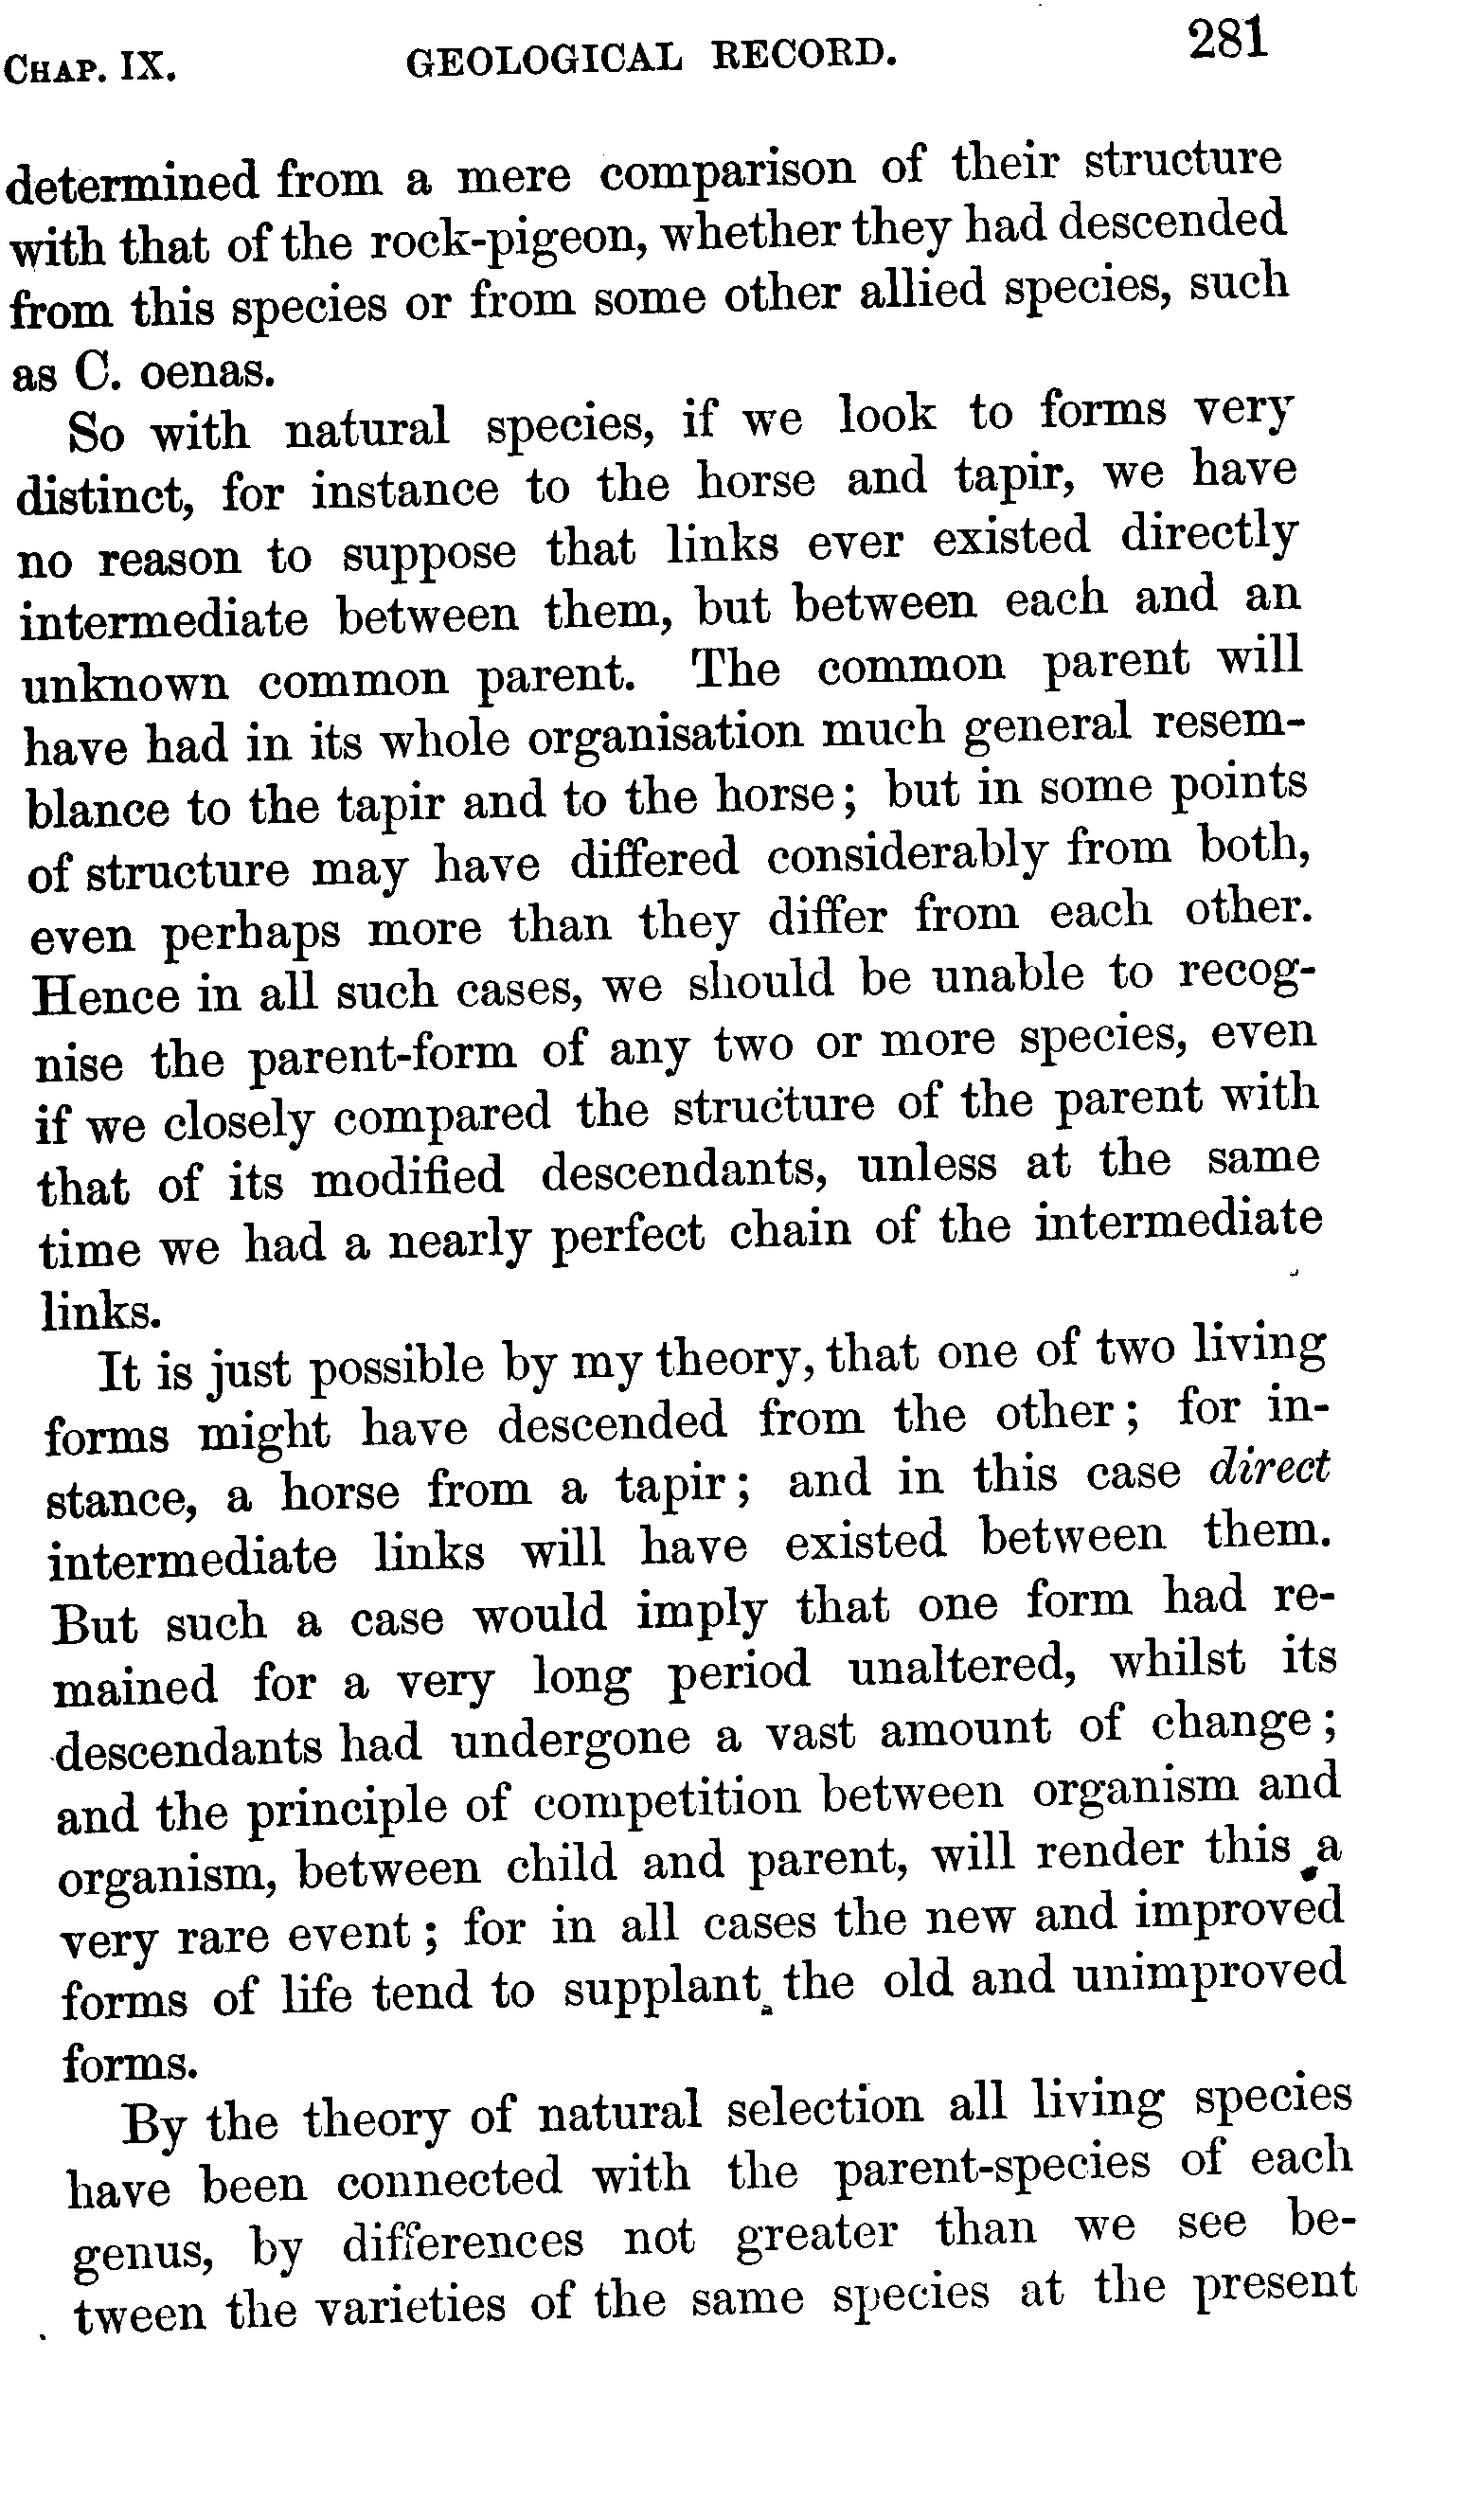 CHAP. IX. GEOLOGICAL RECORD. 281
determined from a mere comparison of their structure
with that of the rock-pigeon, whether they had descended
from this species or from some other allied species, such
as C. oenas.
So with natural species, if we look to forms very
distinct, for instance to the horse and tapir, we have
no reason to suppose that links ever existed directly
intermediate between them, but between each and an
unknown common parent. The common parent will
have had in its whole organisation much general resem-
blance to the tapir and to the horse; but in some points
of structure may have differed considerably from both,
even perhaps more than they differ from each other.
Hence in all such cases, we should be unable to recog-
nise the parent-form of any two or more species, even
if we closely compared the structure of the parent with
that of its modified descendants, unless at the same
time we had a nearly perfect chain of the intermediate
links.
It is just possible by my theory, that one of two living
forms might have descended from the other; for in-
stance, a horse from a tapir; and in this case direct
intermediate links will have existed between them.
But such a case would imply that one form had re-
mained for a very long period unaltered, whilst its
descendants had undergone a vast amount of change;
and the principle of competition between organism and
organism, between child and parent, will render this a
very rare event; for in all cases the new and improved
forms of life tend to supplant the old and unimproved
forms.
By the theory of natural selection all living species
have been connected with the parent-species of each
genus, by differences not greater than we see be-
tween the varieties of the same species at the present